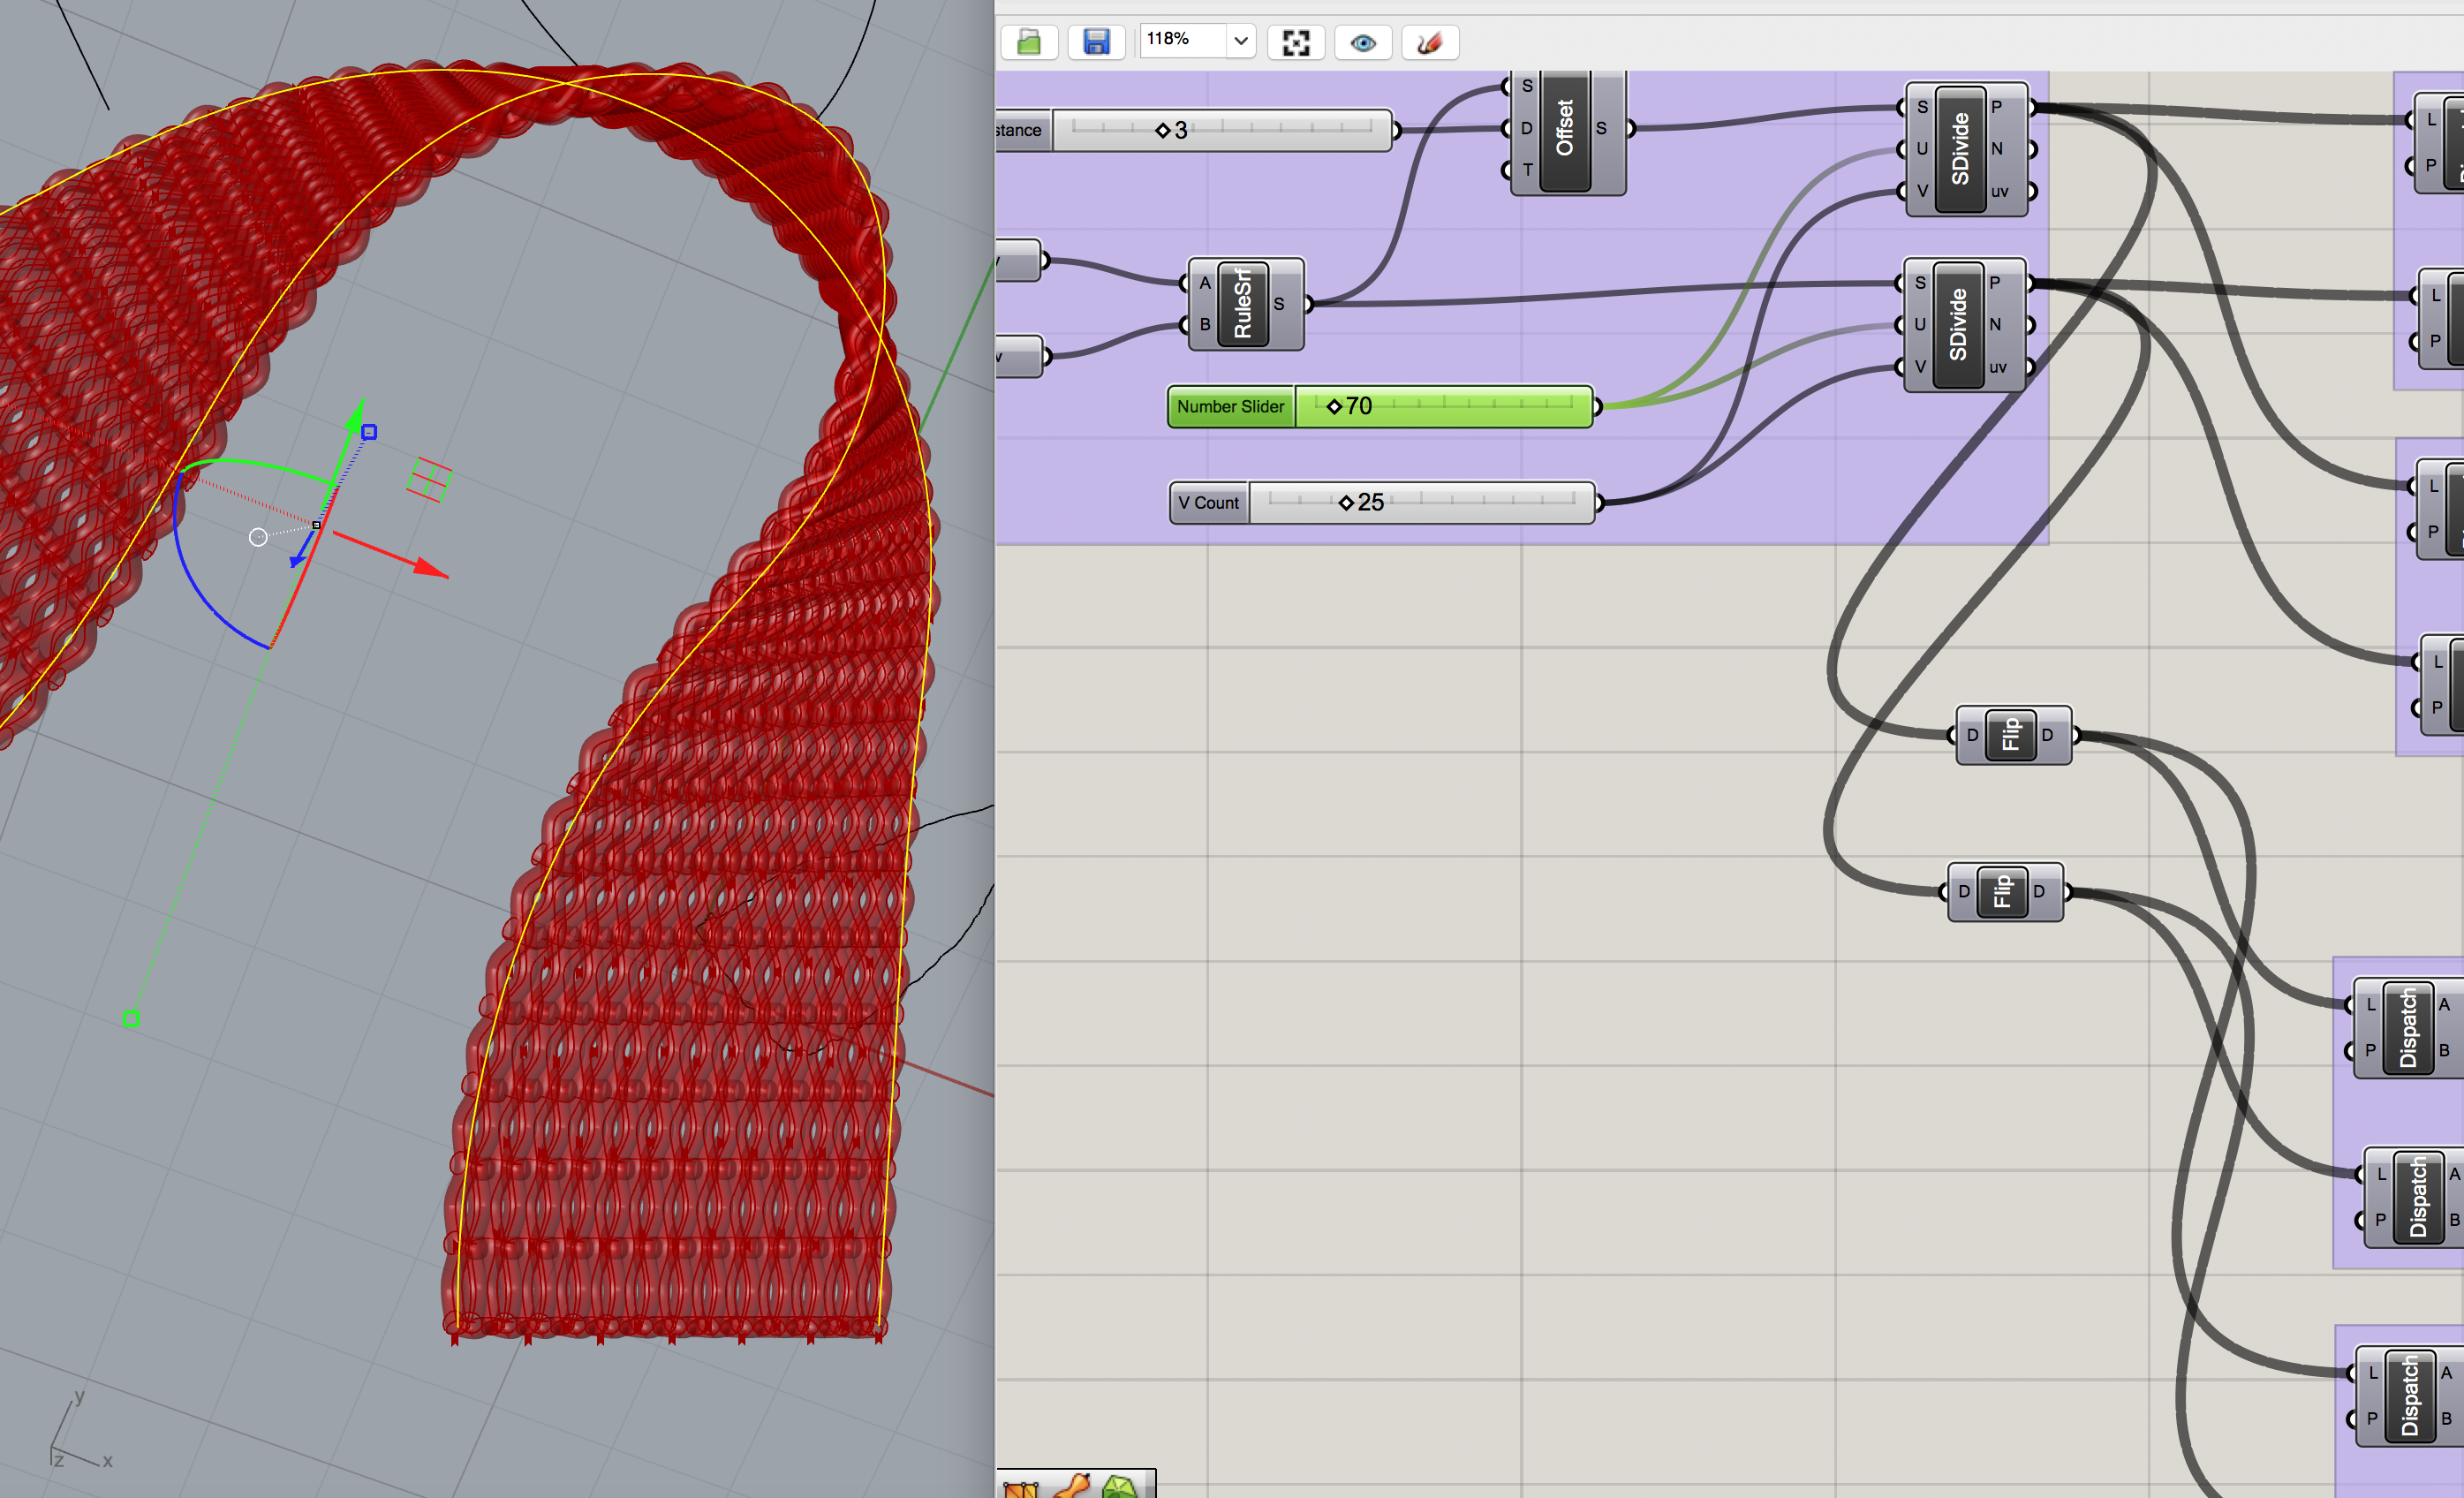 118%
S
D
T
Offset
S
stance
3
S
U
V
SDivide
P
N
uv
L
P
A
B
RuleSrf
S
S
U
V
SDivide
P
N
uv
L
P
Number Slider
70
V Count
25
L
P
L
P
D
Flip
D
D
Flip
D
L
P
Dispatch
A
B
L
P
Dispatch
A
B
L
P
Dispatch
A
B
y
z
x